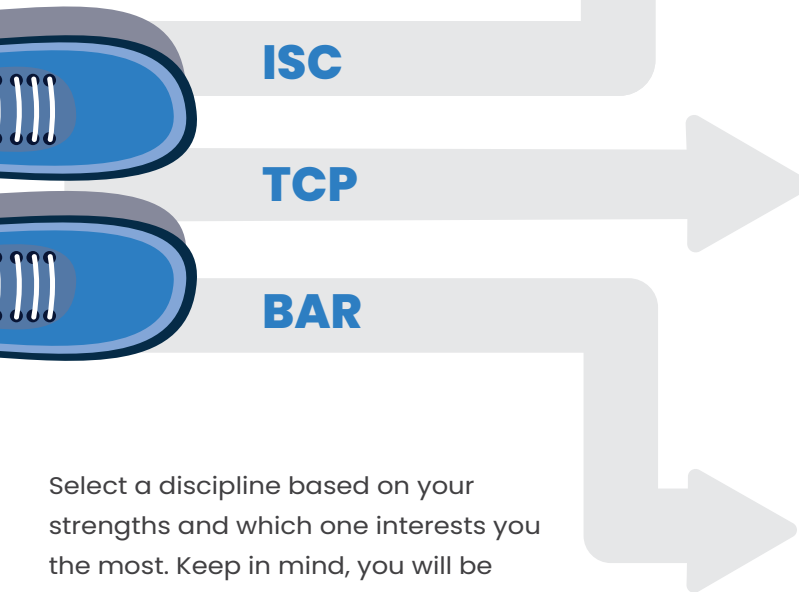 ISC
TCP
BAR
Select a discipline based on your
strengths and which one interests you
the most. Keep in mind, you will be